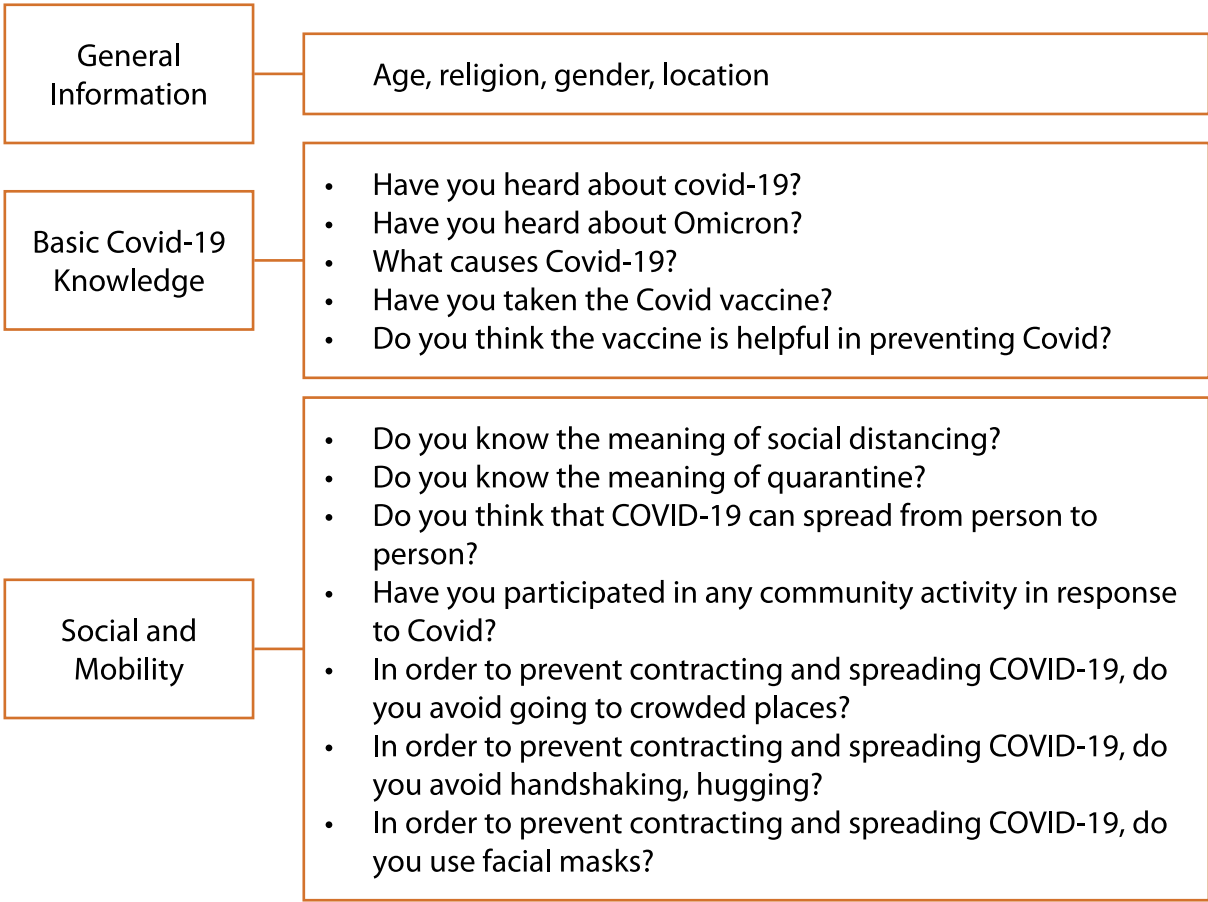 General
Information
Age, religion, gender, location
Basic Covid-19
Knowledge
• Have you heard about covid-19?
• Have you heard about Omicron?
• What causes Covid-19?
• Have you taken the Covid vaccine?
• Do you think the vaccine is helpful in preventing Covid?
Social and
Mobility
• Do you know the meaning of social distancing?
• Do you know the meaning of quarantine?
• Do you think that COVID-19 can spread from person to
person?
• Have you participated in any community activity in response
to Covid?
• In order to prevent contracting and spreading COVID-19, do
you avoid going to crowded places?
• In order to prevent contracting and spreading COVID-19, do
you avoid handshaking, hugging?
• In order to prevent contracting and spreading COVID-19, do
you use facial masks?